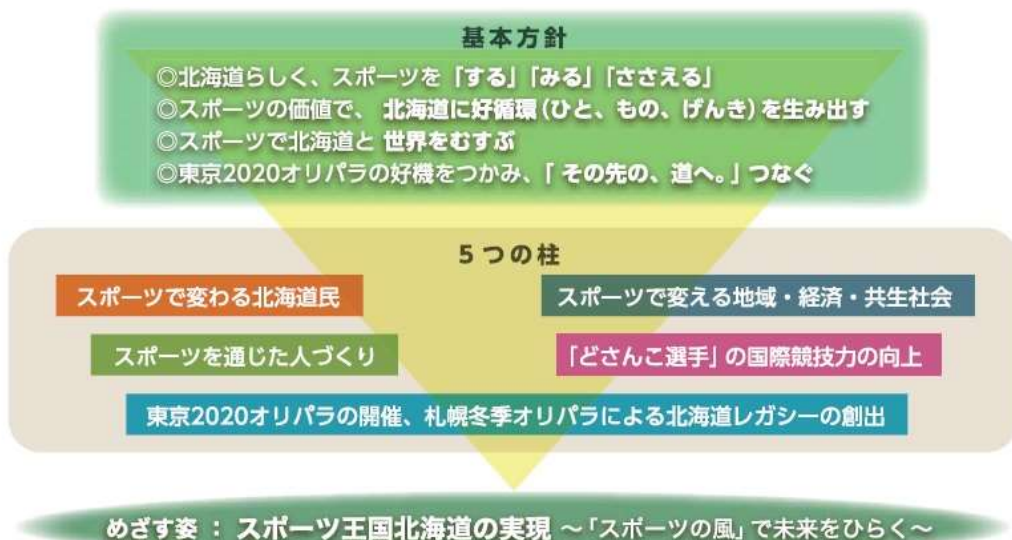 基本方針
◎北海道らしく、スポーツを「する」「みる」「ささえる」
◎スポーツの価値で、北海道に好循環(ひと、もの、げんき)を生み出す
◎スポーツで北海道と 世界をむすぶ
◎東京2020オリパラの好機をつかみ、「その先の、道へ。」つなぐ
5つの柱
スポーツで変わる北海道民
スポーツで変える地域・経済・共生社会
スポーツを通じた人づくり
「どさんこ選手」の国際競技力の向上
東京2020オリパラの開催、札幌冬季オリパラによる北海道レガシーの創出
めざす姿 : スポーツ王国北海道の実現 ~「スポーツの風」で未来をひらく~